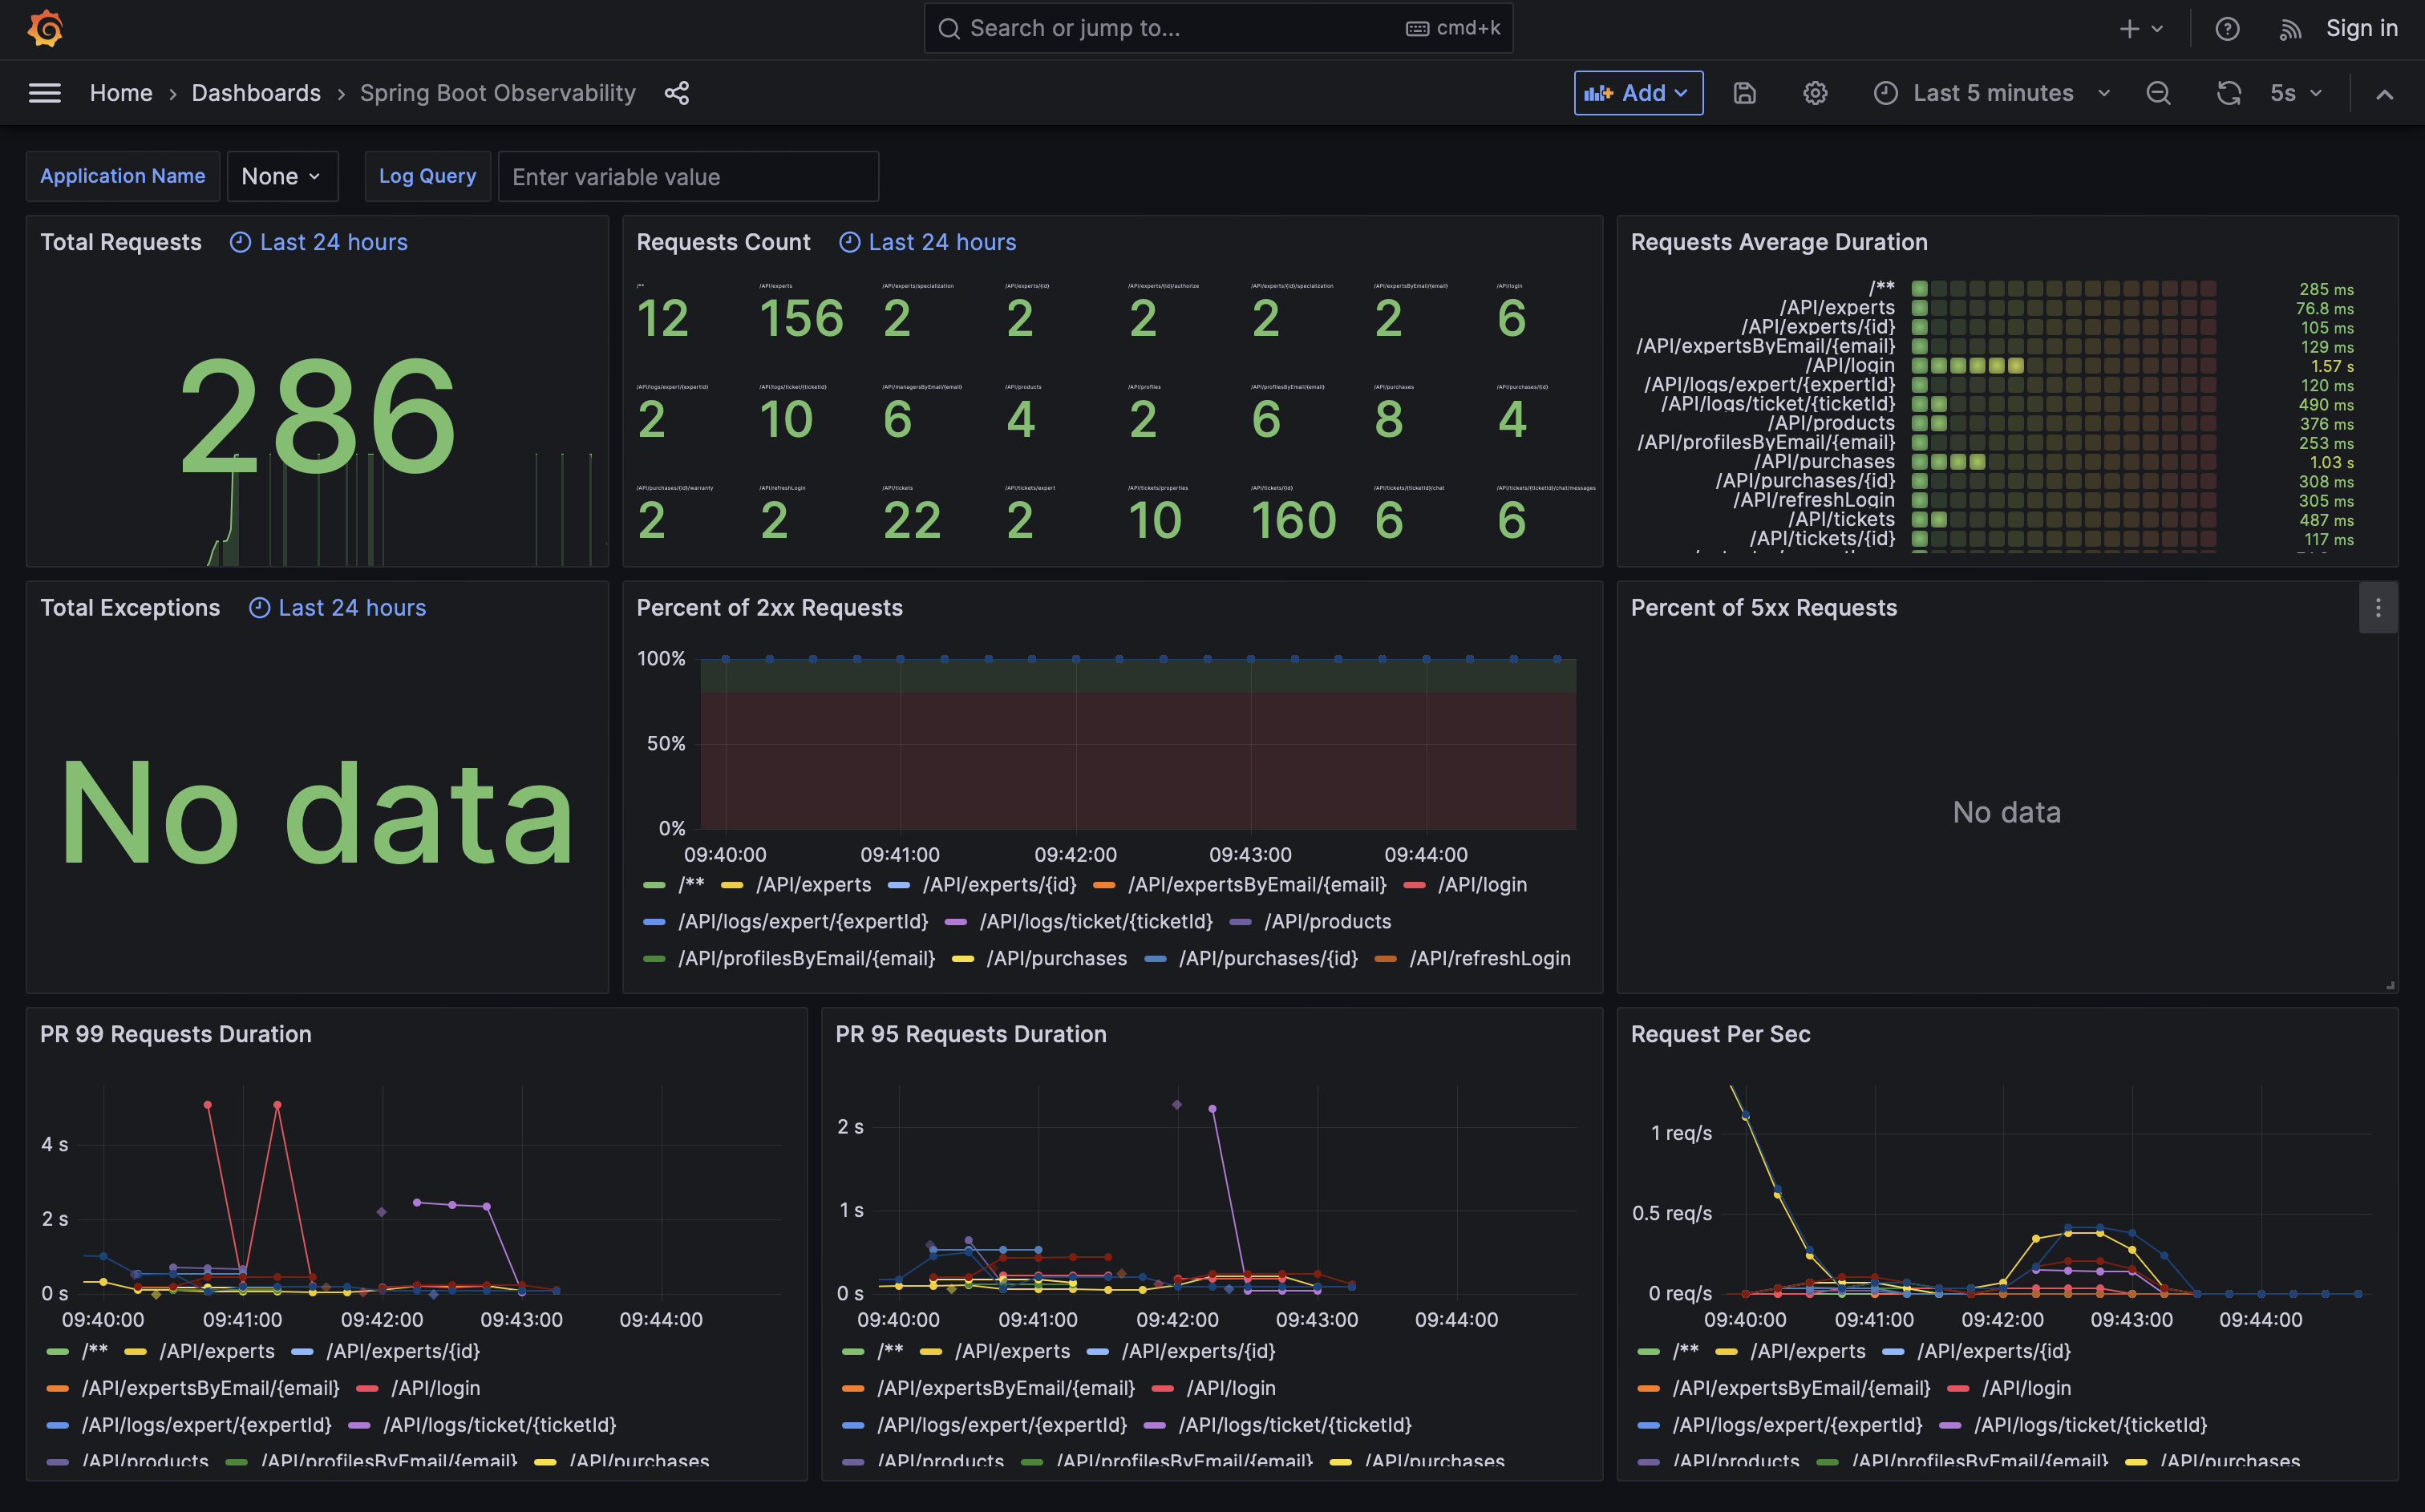 Search or jump to... cmd+k Sign in
Home › Dashboards › Spring Boot Observability Add Last 5 minutes 5s
Application Name None Log Query Enter variable value
Total Requests Last 24 hours
286
Requests Count Last 24 hours
/** /API/experts /API/experts/specialization /API/experts/{id} /API/experts/{id}/authorize /API/experts/{id}/specialization /API/expertsByEmail/{email} /API/login
12 156 2 2 2 2 2 6
/API/logs/expert/{expertId} /API/logs/ticket/{ticketId} /API/managersByEmail/{email} /API/products /API/profiles /API/profilesByEmail/{email} /API/purchases /API/purchases/{id}
2 10 6 4 2 6 8 4
/API/purchases/{id}/warranty /API/refreshLogin /API/tickets /API/tickets/expert /API/tickets/properties /API/tickets/{id} /API/tickets/{ticketId}/chat /API/tickets/{ticketId}/chat/messages
2 2 22 2 10 160 6 6
Requests Average Duration
/** 285 ms
/API/experts 76.8 ms
/API/experts/{id} 105 ms
/API/expertsByEmail/{email} 129 ms
/API/login 1.57 s
/API/logs/expert/{expertId} 120 ms
/API/logs/ticket/{ticketId} 490 ms
/API/products 376 ms
/API/profilesByEmail/{email} 253 ms
/API/purchases 1.03 s
/API/purchases/{id} 308 ms
/API/refreshLogin 305 ms
/API/tickets 487 ms
/API/tickets/{id} 117 ms
Total Exceptions Last 24 hours
No data
Percent of 2xx Requests
100%
50%
0%
09:40:00 09:41:00 09:42:00 09:43:00 09:44:00
/** /API/experts /API/experts/{id} /API/expertsByEmail/{email} /API/login
/API/logs/expert/{expertId} /API/logs/ticket/{ticketId} /API/products
/API/profilesByEmail/{email} /API/purchases /API/purchases/{id} /API/refreshLogin
Percent of 5xx Requests
No data
PR 99 Requests Duration
4 s
2 s
0 s
09:40:00 09:41:00 09:42:00 09:43:00 09:44:00
/** /API/experts /API/experts/{id}
/API/expertsByEmail/{email} /API/login
/API/logs/expert/{expertId} /API/logs/ticket/{ticketId}
/API/products /API/profilesByEmail/{email} /API/purchases
PR 95 Requests Duration
2 s
1 s
0 s
09:40:00 09:41:00 09:42:00 09:43:00 09:44:00
/** /API/experts /API/experts/{id}
/API/expertsByEmail/{email} /API/login
/API/logs/expert/{expertId} /API/logs/ticket/{ticketId}
/API/products /API/profilesByEmail/{email} /API/purchases
Request Per Sec
1 req/s
0.5 req/s
0 req/s
09:40:00 09:41:00 09:42:00 09:43:00 09:44:00
/** /API/experts /API/experts/{id}
/API/expertsByEmail/{email} /API/login
/API/logs/expert/{expertId} /API/logs/ticket/{ticketId}
/API/products /API/profilesByEmail/{email} /API/purchases